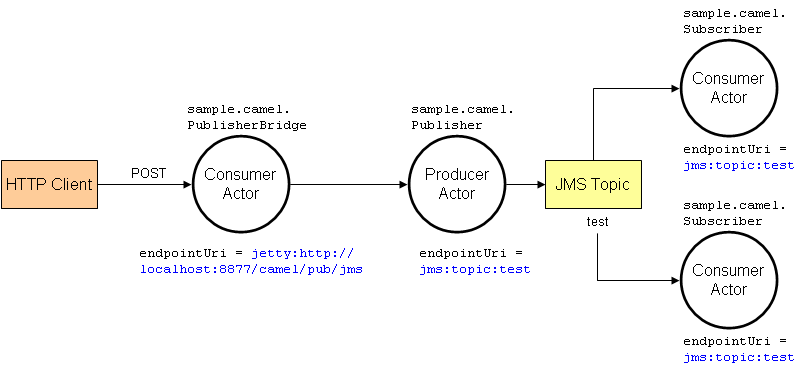 HTTP Client
POST
sample.camel.
PublisherBridge
Consumer
Actor
endpointUri = jetty:http://
localhost:8877/camel/pub/jms
sample.camel.
Publisher
Producer
Actor
endpointUri =
jms:topic:test
JMS Topic
test
sample.camel.
Subscriber
Consumer
Actor
endpointUri =
jms:topic:test
sample.camel.
Subscriber
Consumer
Actor
endpointUri =
jms:topic:test